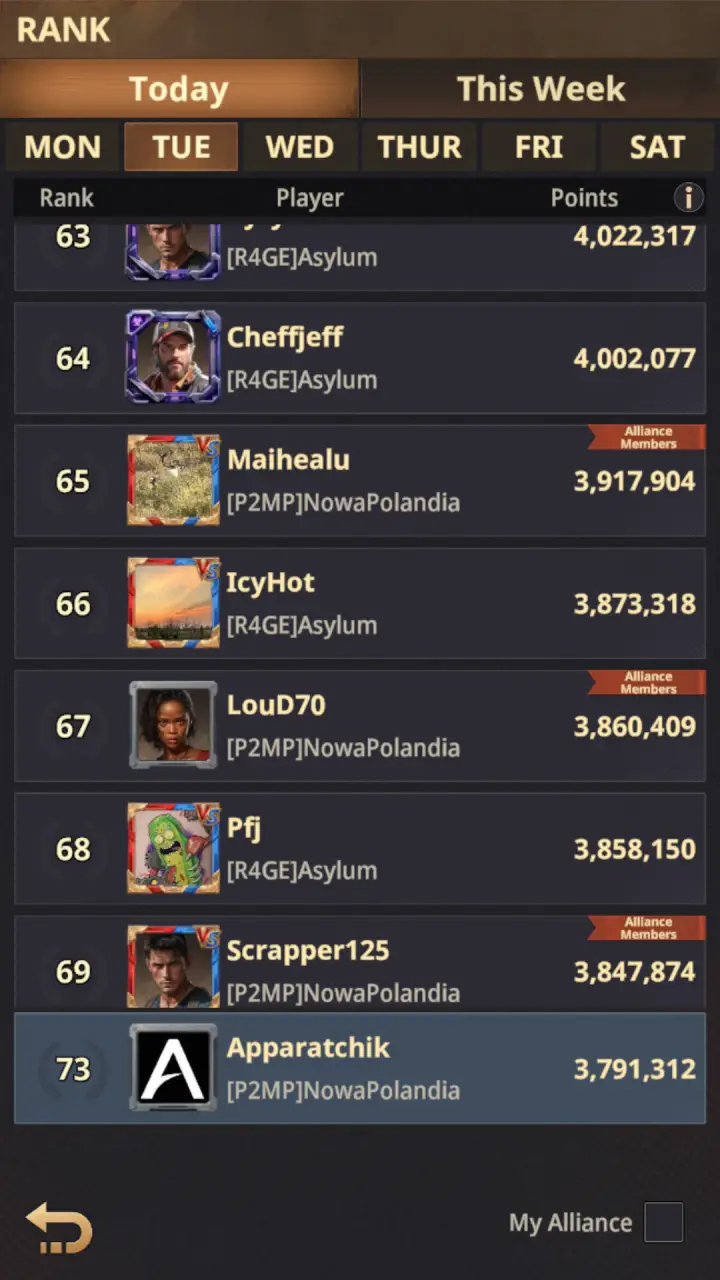 RANK
Today
This Week
MON TUE WED THUR FRI SAT
Rank Player Points
63
4,022,317
[R4GE]Asylum
64
Cheffjeff
4,002,077
[R4GE]Asylum
Alliance
Members
65
Maihealu
3,917,904
[P2MP]NowaPolandia
66
IcyHot
3,873,318
[R4GE]Asylum
Alliance
Members
67
LouD70
3,860,409
[P2MP]NowaPolandia
68
Pfj
3,858,150
[R4GE]Asylum
Alliance
Members
69
Scrapper125
3,847,874
[P2MP]NowaPolandia
73
Apparatchik
3,791,312
[P2MP]NowaPolandia
My Alliance